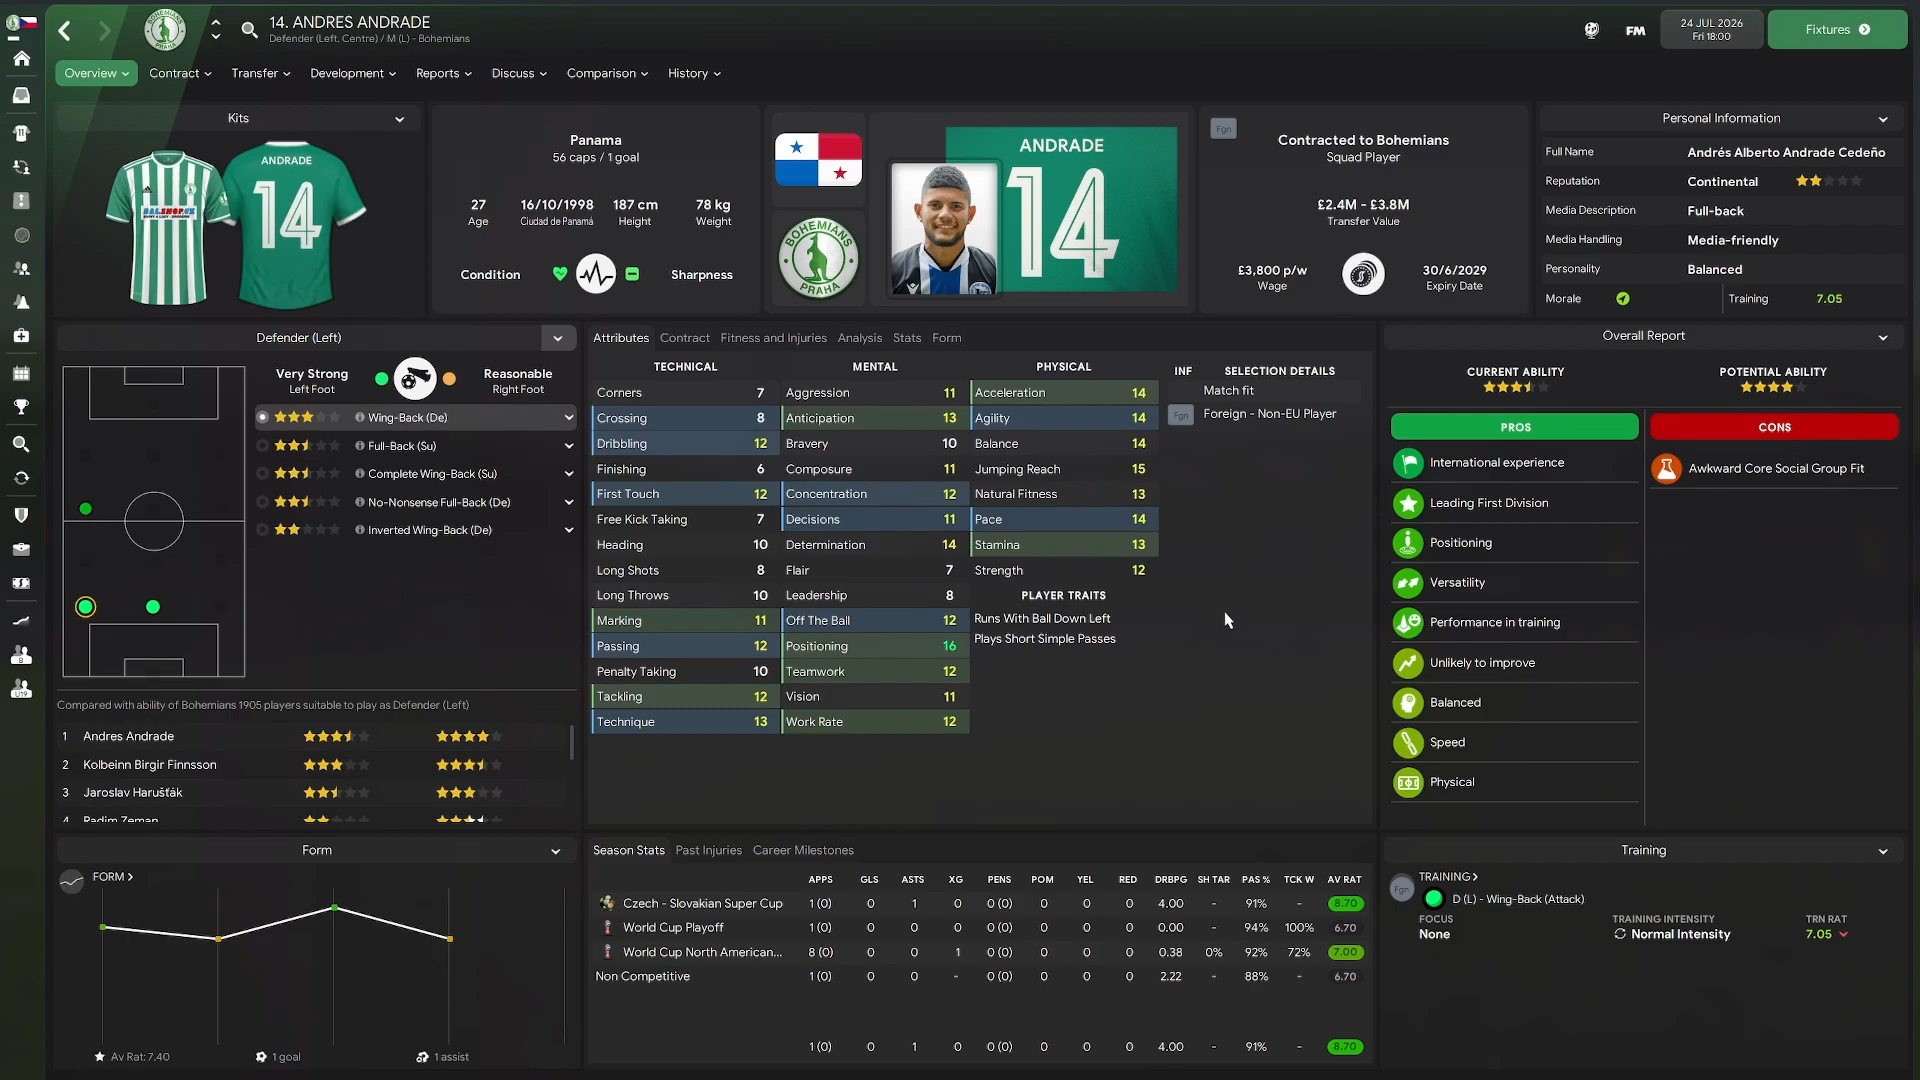 14. ANDRES ANDRADE
Defender (Left, Centre) / M (L) - Bohemians
FM
24 JUL 2026
Fri 18:00
Fixtures
Overview
Contract
Transfer
Development
Reports
Discuss
Comparison
History
Kits
ANDRADE
14
Panama
56 caps / 1 goal
27
Age
16/10/1998
Ciudad de Panamá
187 cm
Height
78 kg
Weight
Condition
Sharpness
BOHEMIANS
PRAHA
ANDRADE
14
Fgn
Contracted to Bohemians
Squad Player
£2.4M - £3.8M
Transfer Value
£3,800 p/w
Wage
30/6/2029
Expiry Date
Personal Information
Full Name Andrés Alberto Andrade Cedeño
Reputation Continental
Media Description Full-back
Media Handling Media-friendly
Personality Balanced
Morale
Training 7.05
Defender (Left)
Very Strong
Left Foot
Reasonable
Right Foot
Wing-Back (De)
Full-Back (Su)
Complete Wing-Back (Su)
No-Nonsense Full-Back (De)
Inverted Wing-Back (De)
Compared with ability of Bohemians 1905 players suitable to play as Defender (Left)
1 Andres Andrade
2 Kolbeinn Birgir Finnsson
3 Jaroslav Harušťák
4 Radim Zeman
Attributes Contract Fitness and Injuries Analysis Stats Form
TECHNICAL
Corners 7
Crossing 8
Dribbling 12
Finishing 6
First Touch 12
Free Kick Taking 7
Heading 10
Long Shots 8
Long Throws 10
Marking 11
Passing 12
Penalty Taking 10
Tackling 12
Technique 13
MENTAL
Aggression 11
Anticipation 13
Bravery 10
Composure 11
Concentration 12
Decisions 11
Determination 14
Flair 7
Leadership 8
Off The Ball 12
Positioning 16
Teamwork 12
Vision 11
Work Rate 12
PHYSICAL
Acceleration 14
Agility 14
Balance 14
Jumping Reach 15
Natural Fitness 13
Pace 14
Stamina 13
Strength 12
PLAYER TRAITS
Runs With Ball Down Left
Plays Short Simple Passes
INF SELECTION DETAILS
Match fit
Fgn Foreign - Non-EU Player
Overall Report
CURRENT ABILITY
POTENTIAL ABILITY
PROS
International experience
Leading First Division
Positioning
Versatility
Performance in training
Unlikely to improve
Balanced
Speed
Physical
CONS
Awkward Core Social Group Fit
Form
FORM
Av Rat: 7.40
1 goal
1 assist
Season Stats Past Injuries Career Milestones
APPS GLS ASTS XG PENS POM YEL RED DRBPG SH TAR PAS % TCK W AV RAT
Czech - Slovakian Super Cup 1 (0) 0 1 0 0 (0) 0 0 0 4.00 - 91% - 8.70
World Cup Playoff 1 (0) 0 0 0 0 (0) 0 0 0 0.00 - 94% 100% 6.70
World Cup North American... 8 (0) 0 0 1 0 (0) 0 0 0 0.38 0% 92% 72% 7.00
Non Competitive 1 (0) 0 0 - 0 (0) 0 0 0 2.22 - 88% - 6.70
1 (0) 0 1 0 0 (0) 0 0 0 4.00 - 91% - 8.70
Training
Fgn
TRAINING
D (L) - Wing-Back (Attack)
FOCUS
None
TRAINING INTENSITY
Normal Intensity
TRN RAT
7.05